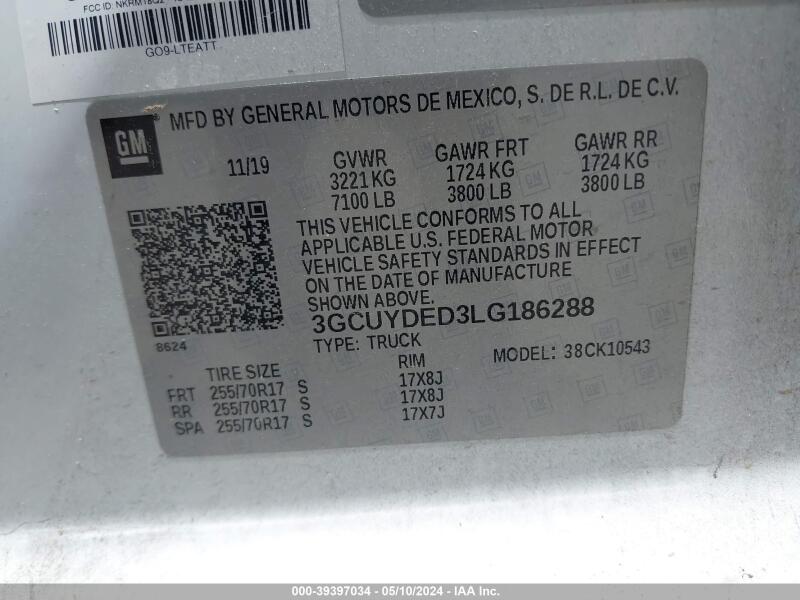 GO9-LTEATT
GM
MFD BY GENERAL MOTORS DE MEXICO, S. DE R.L. DE C.V.
11/19 GVWR GAWR FRT GAWR RR
3221 KG 1724 KG 1724 KG
7100 LB 3800 LB 3800 LB
THIS VEHICLE CONFORMS TO ALL
APPLICABLE U.S. FEDERAL MOTOR
VEHICLE SAFETY STANDARDS IN EFFECT
ON THE DATE OF MANUFACTURE
SHOWN ABOVE.
3GCUYDED3LG186288
8624
TYPE: TRUCK MODEL: 38CK10543
TIRE SIZE RIM
FRT 255/70R17 S 17X8J
RR 255/70R17 S 17X8J
SPA 255/70R17 S 17X7J
000-39397034 - 05/10/2024 - IAA Inc.